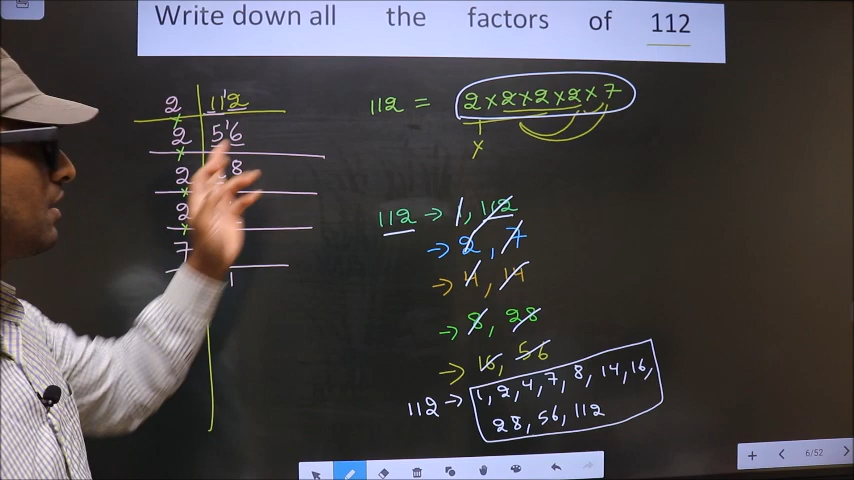 Write down all the factors of 112
2 | 112
2 | 56
2 | 8
2
7
1
112 = 2 x 2 x 2 x 2 x 7
x
112 → 1, 112
→ 2, 7
→ 4, 14
→ 8, 28
→ 16, 56
112 → 1, 2, 4, 7, 8, 14, 16,
28, 56, 112
6/52